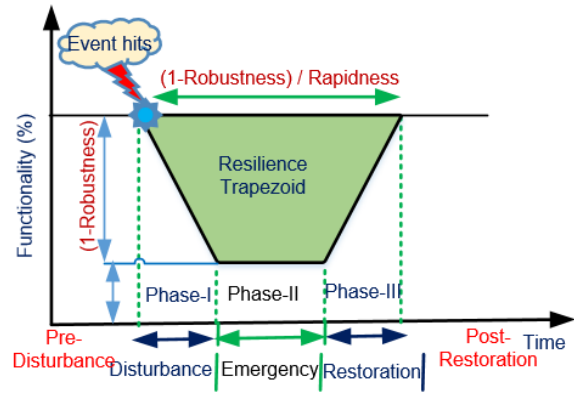 Event hits
(1-Robustness) / Rapidness
Functionality (%)
(1-Robustness)
Resilience
Trapezoid
Phase-I
Phase-II
Phase-III
Pre-
Disturbance
Post-
Restoration
Time
Disturbance
Emergency
Restoration